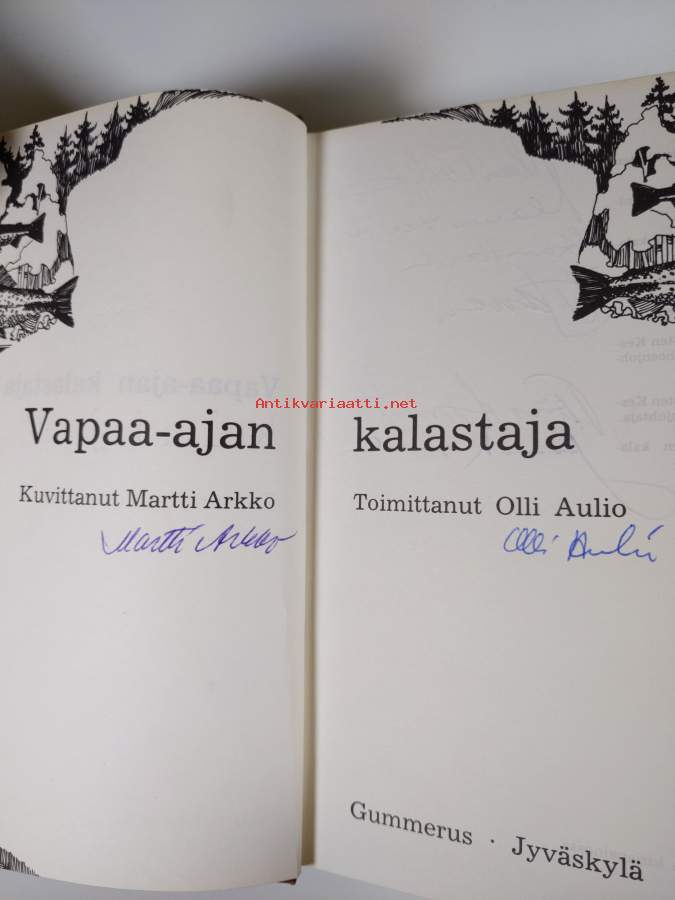 Antikvariaatti.net
Vapaa-ajan kalastaja
Kuvittanut Martti Arkko
Martti Arkko
Toimittanut Olli Aulio
Olli Aulio
Gummerus · Jyväskylä